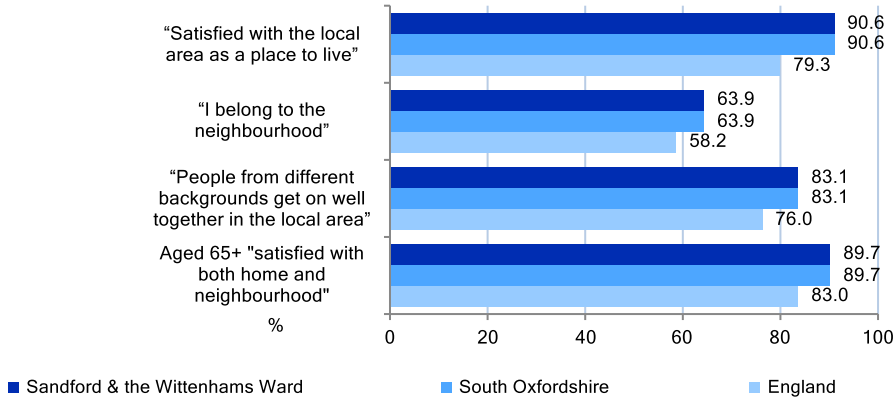 “Satisfied with the local
area as a place to live”
90.6
90.6
79.3
“I belong to the
neighbourhood”
63.9
63.9
58.2
“People from different
backgrounds get on well
together in the local area”
83.1
83.1
76.0
Aged 65+ "satisfied with
both home and
neighbourhood"
89.7
89.7
83.0
%
0 20 40 60 80 100
Sandford & the Wittenhams Ward South Oxfordshire England